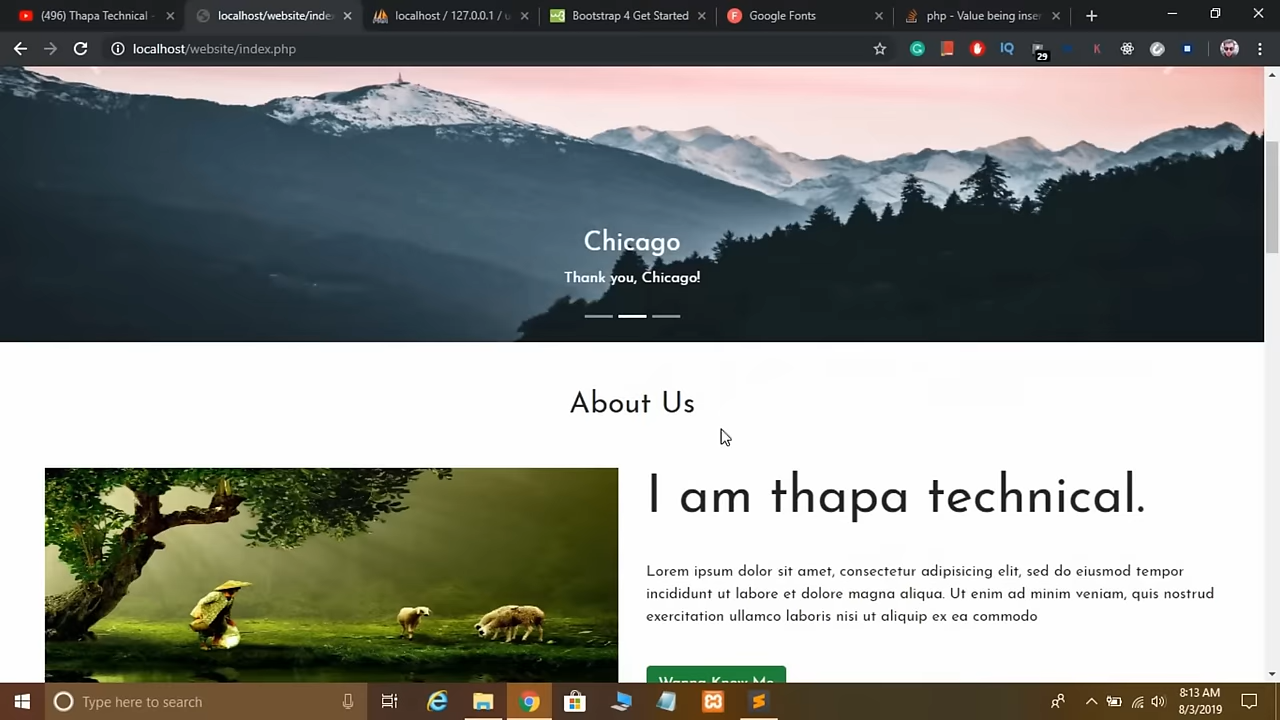 (496) Thapa Technical -
localhost/website/inde
localhost / 127.0.0.1 / u
Bootstrap 4 Get Started
Google Fonts
php - Value being inser
localhost/website/index.php
IQ
K
29
Chicago
Thank you, Chicago!
About Us
I am thapa technical.
Lorem ipsum dolor sit amet, consectetur adipisicing elit, sed do eiusmod tempor
incididunt ut labore et dolore magna aliqua. Ut enim ad minim veniam, quis nostrud
exercitation ullamco laboris nisi ut aliquip ex ea commodo
Wanna Know Me
Type here to search
8:13 AM
8/3/2019